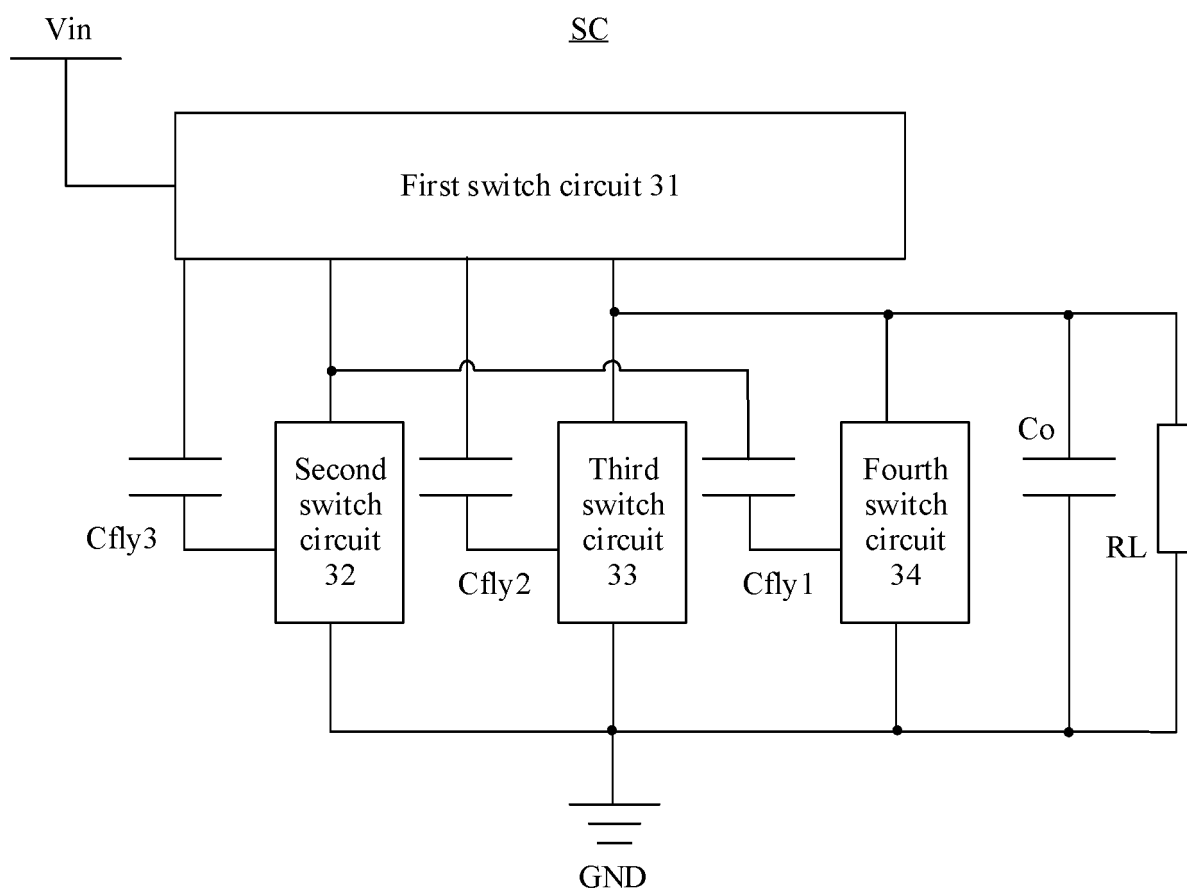 Vin
SC
First switch circuit 31
Second
switch
circuit
32
Third
switch
circuit
33
Fourth
switch
circuit
34
Co
Cfly3
Cfly2
Cfly1
RL
GND